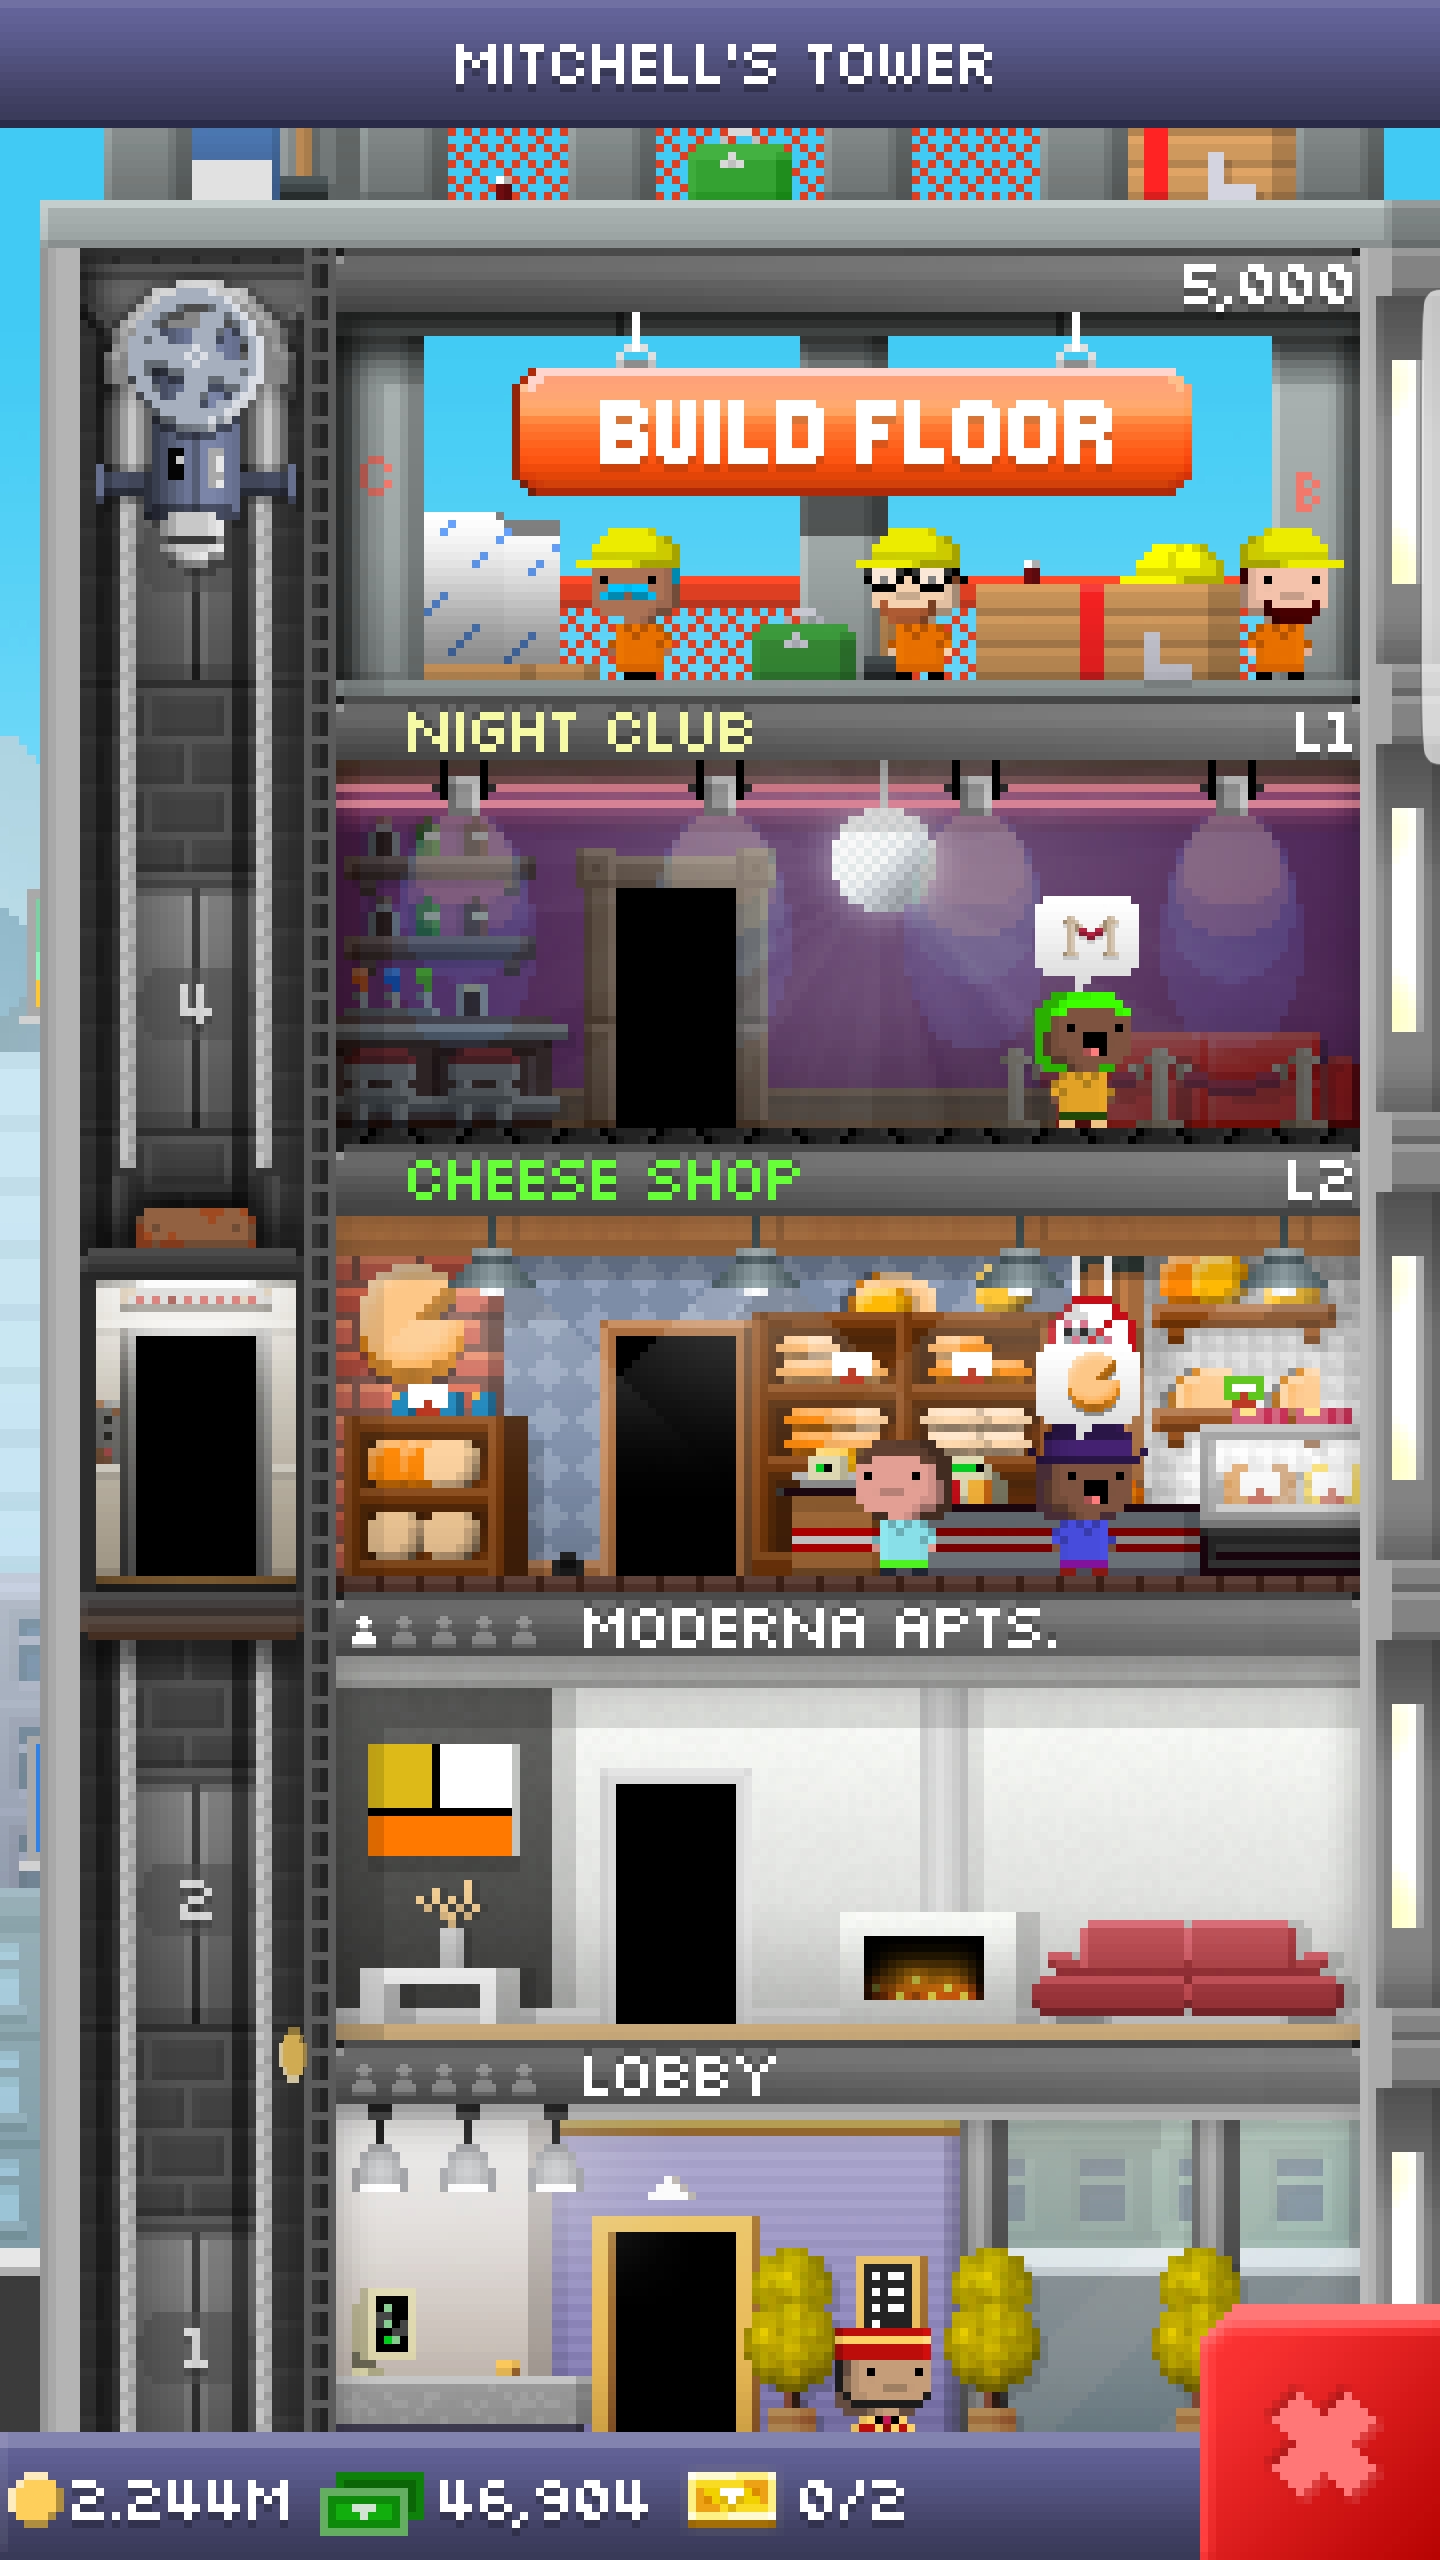 MITCHELL'S TOWER
5,000
BUILD FLOOR
C
B
NIGHT CLUB L1
M
4
CHEESE SHOP L2
MODERNA APTS.
2
LOBBY
1
2.244M 46,904 0/2